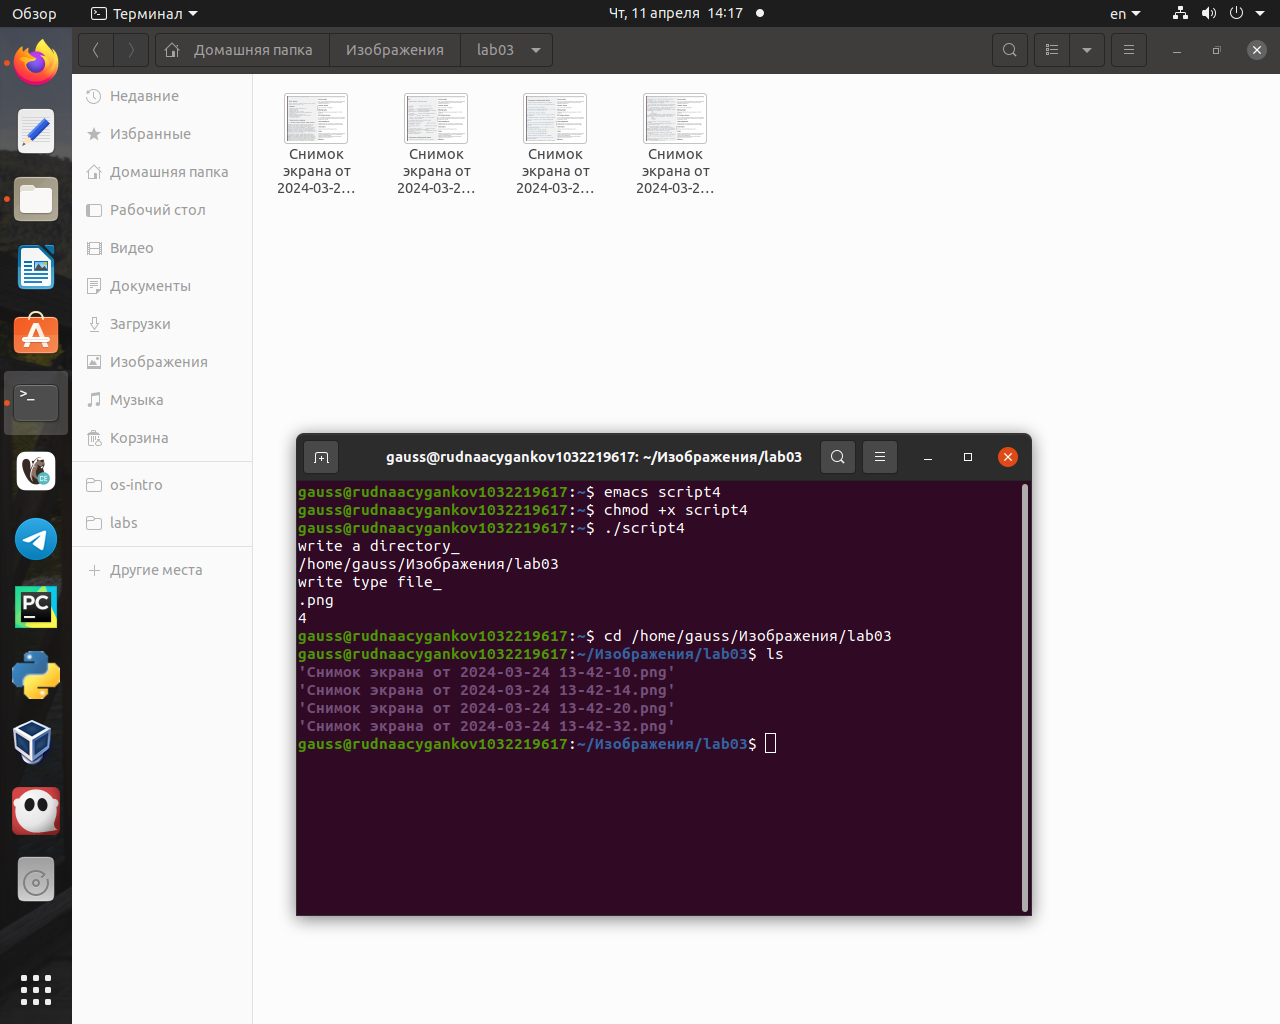 Обзор
Терминал
Чт, 11 апреля 14:17
en
Домашняя папка
Изображения
lab03
Недавние
Избранные
Домашняя папка
Рабочий стол
Видео
Документы
Загрузки
Изображения
Музыка
Корзина
os-intro
labs
Другие места
Снимок экрана от 2024-03-2…
Снимок экрана от 2024-03-2…
Снимок экрана от 2024-03-2…
Снимок экрана от 2024-03-2…
gauss@rudnaacygankov1032219617: ~/Изображения/lab03
gauss@rudnaacygankov1032219617:~$ emacs script4
gauss@rudnaacygankov1032219617:~$ chmod +x script4
gauss@rudnaacygankov1032219617:~$ ./script4
write a directory_
/home/gauss/Изображения/lab03
write type file_
.png
4
gauss@rudnaacygankov1032219617:~$ cd /home/gauss/Изображения/lab03
gauss@rudnaacygankov1032219617:~/Изображения/lab03$ ls
'Снимок экрана от 2024-03-24 13-42-10.png'
'Снимок экрана от 2024-03-24 13-42-14.png'
'Снимок экрана от 2024-03-24 13-42-20.png'
'Снимок экрана от 2024-03-24 13-42-32.png'
gauss@rudnaacygankov1032219617:~/Изображения/lab03$